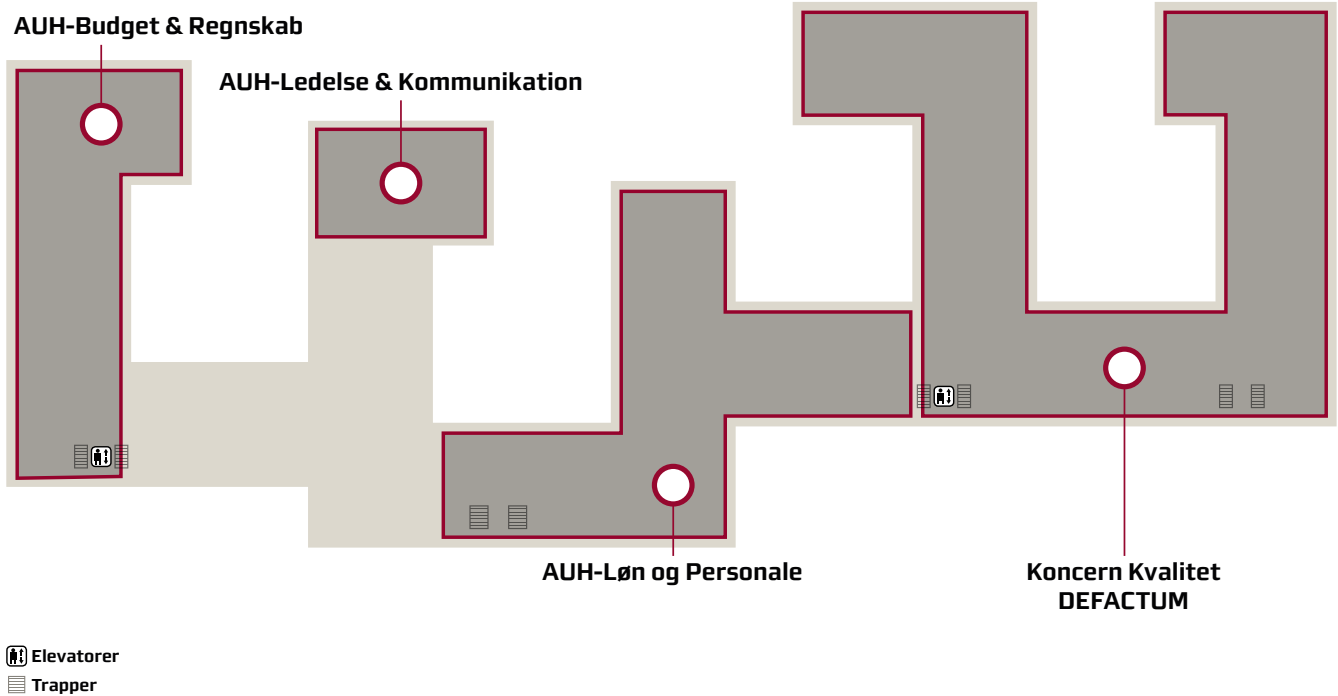 AUH-Budget & Regnskab
AUH-Ledelse & Kommunikation
AUH-Løn og Personale
Koncern Kvalitet
DEFACTUM
Elevatorer
Trapper